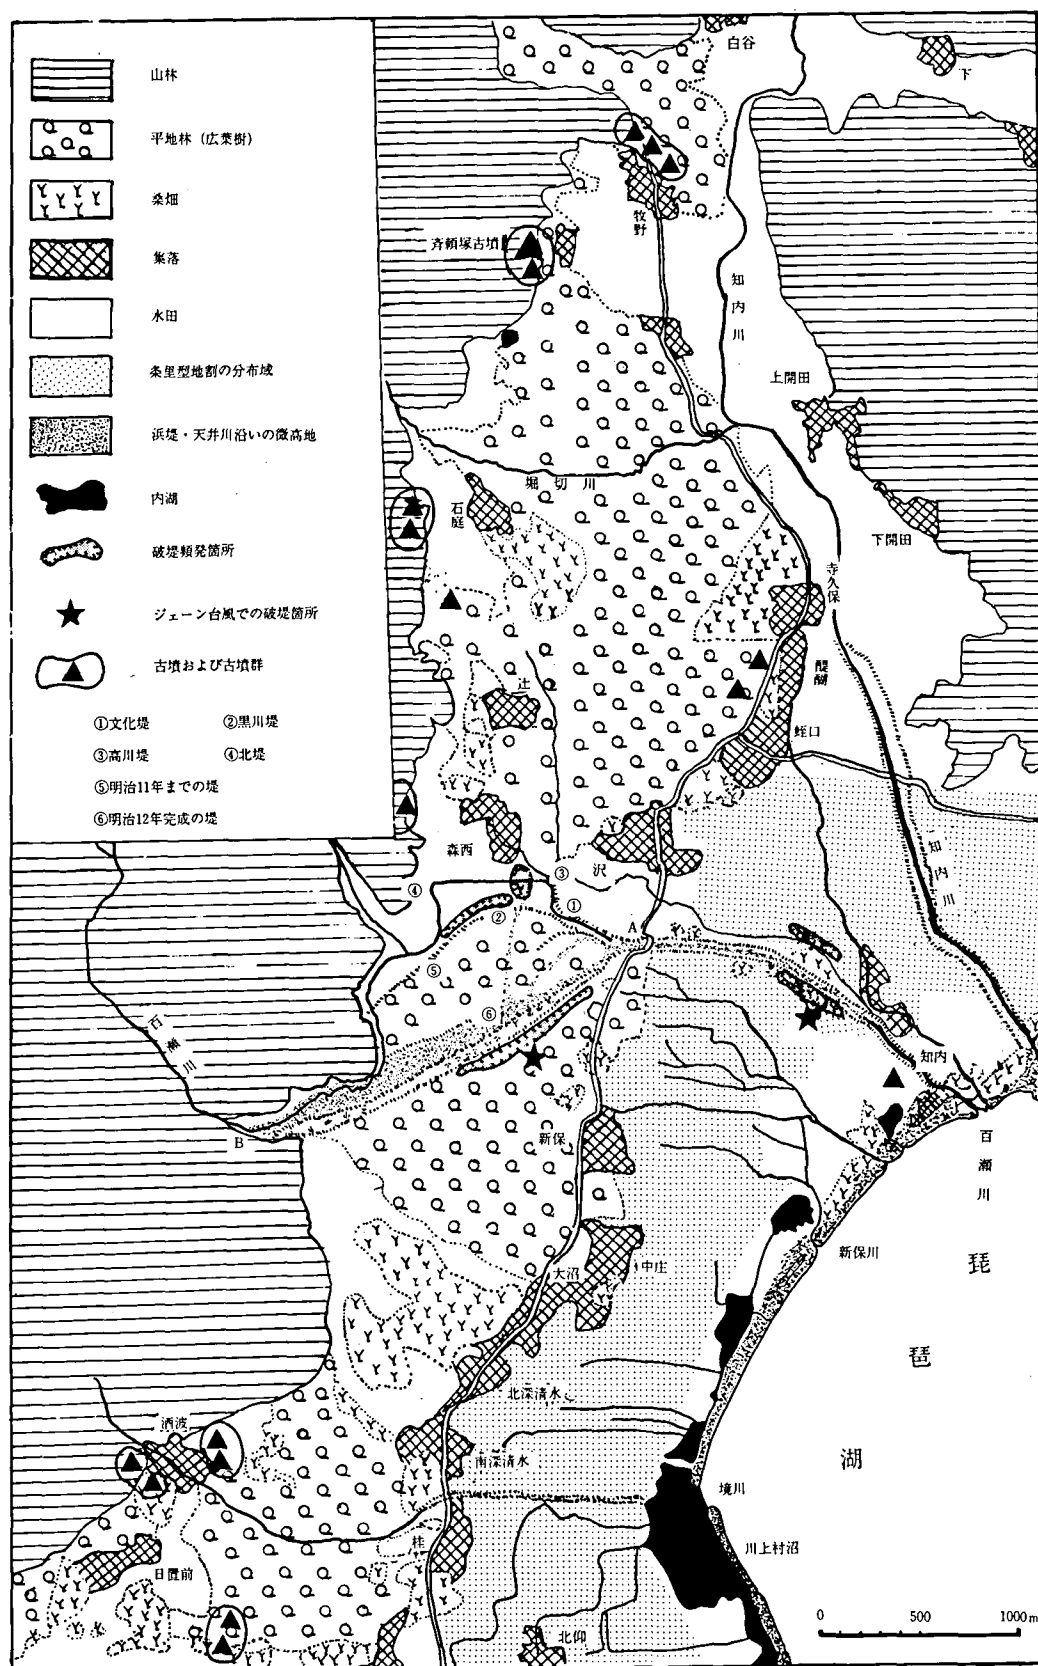 山林
平地林（広葉樹）
桑畑
集落
水田
条里型地割の分布域
浜堤・天井川沿いの微高地
内湖
破堤頻発箇所
ジェーン台風での破堤箇所
古墳および古墳群
①文化堤 ②黒川堤
③高川堤 ④北堤
⑤明治11年までの堤
⑥明治12年完成の堤
白谷
下
牧野
斉頼塚古墳
知内川
上開田
堀切川
石庭
下開田
寺久保
辻
醍醐
蛭口
森西
沢
知内川
④
③
①
②
A
⑤
⑥
百瀬川
知内
B
新保
百瀬川
新保川
大沼
中庄
琵
琶
湖
北深清水
酒波
南深清水
境川
桂
川上村沼
日置前
北仰
0 500 1000m